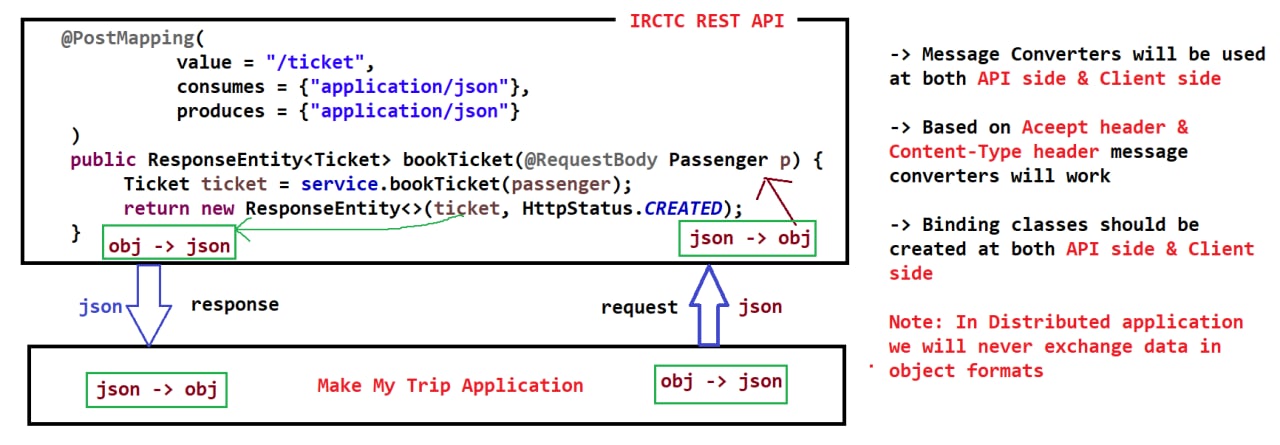 IRCTC REST API
@PostMapping(
value = "/ticket",
consumes = {"application/json"},
produces = {"application/json"}
)
public ResponseEntity<Ticket> bookTicket(@RequestBody Passenger p) {
Ticket ticket = service.bookTicket(passenger);
return new ResponseEntity<>(ticket, HttpStatus.CREATED);
}
obj -> json
json -> obj
json
response
request
json
json -> obj
Make My Trip Application
obj -> json
-> Message Converters will be used
at both API side & Client side
-> Based on Aceept header &
Content-Type header message
converters will work
-> Binding classes should be
created at both API side & Client
side
Note: In Distributed application
we will never exchange data in
object formats